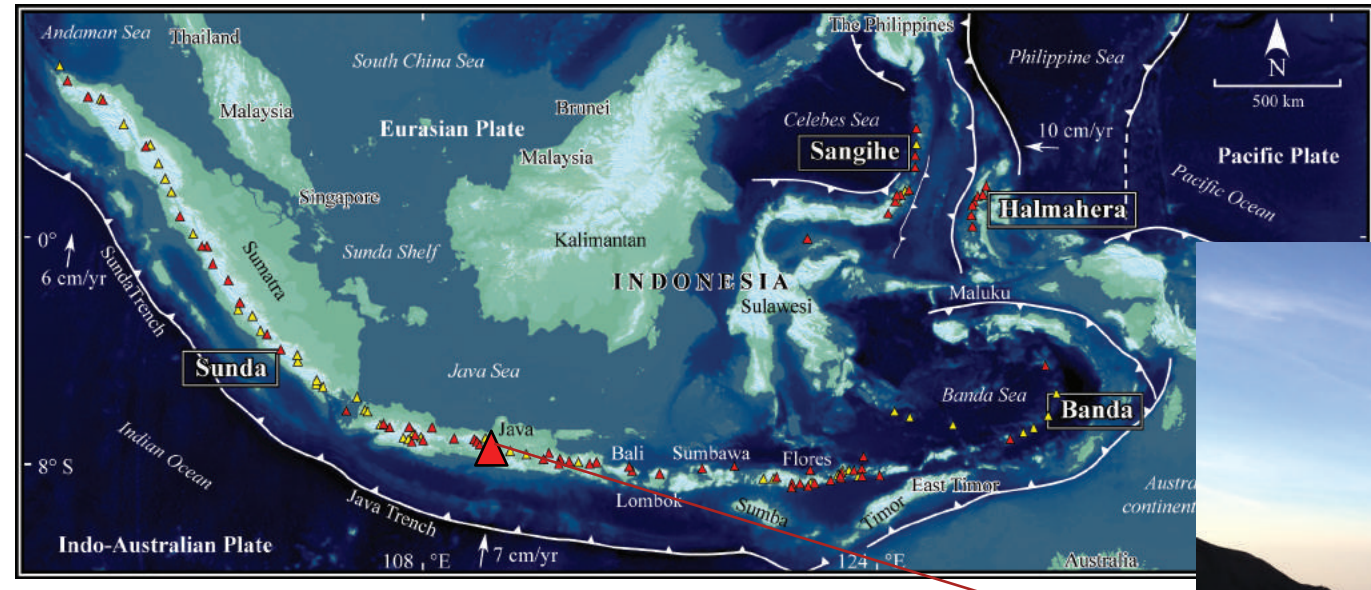 Andaman Sea
Thailand
South China Sea
The Philippines
Philippine Sea
N
500 km
Malaysia
Brunei
Celebes Sea
10 cm/yr
Eurasian Plate
Malaysia
Sangihe
Pacific Plate
Singapore
Halmahera
Pacific Ocean
0°
Kalimantan
Sunda Shelf
6 cm/yr
Sunda Trench
Sumatra
INDONESIA
Maluku
Sulawesi
Sunda
Java Sea
Banda Sea
Banda
Indian Ocean
Java
8° S
Bali
Sumbawa
Flores
East Timor
Lombok
Sumba
Timor
Austra
continent
Java Trench
Indo-Australian Plate
108
°E
7 cm/yr
124
°E
Australia